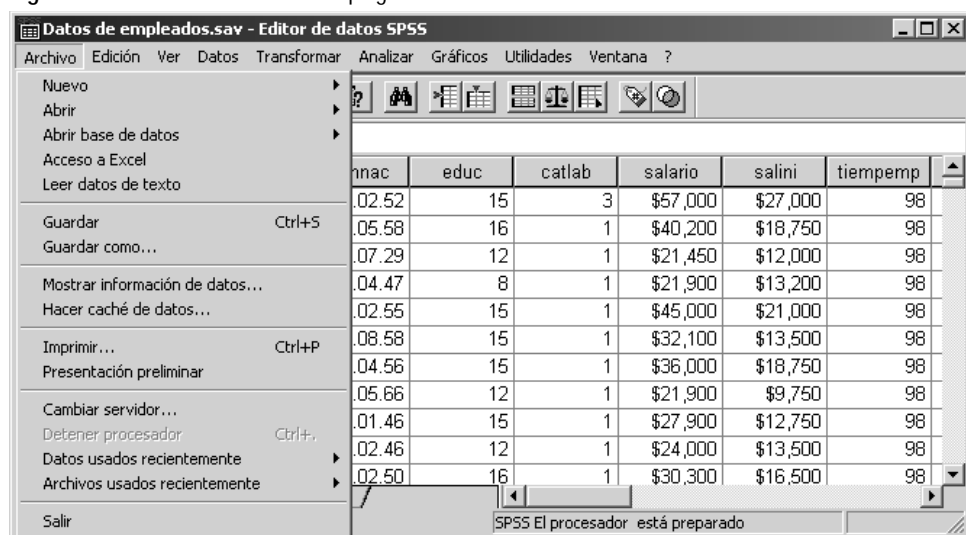 Datos de empleados.sav - Editor de datos SPSS
Archivo Edición Ver Datos Transformar Analizar Gráficos Utilidades Ventana ?
Nuevo
Abrir
Abrir base de datos
Acceso a Excel
Leer datos de texto
Guardar Ctrl+S
Guardar como...
Mostrar información de datos...
Hacer caché de datos...
Imprimir... Ctrl+P
Presentación preliminar
Cambiar servidor...
Detener procesador Ctrl+.
Datos usados recientemente
Archivos usados recientemente
Salir
nac educ catlab salario salini tiempemp
.02.52 15 3 $57,000 $27,000 98
.05.58 16 1 $40,200 $18,750 98
.07.29 12 1 $21,450 $12,000 98
.04.47 8 1 $21,900 $13,200 98
.02.55 15 1 $45,000 $21,000 98
.08.58 15 1 $32,100 $13,500 98
.04.56 15 1 $36,000 $18,750 98
.05.66 12 1 $21,900 $9,750 98
.01.46 15 1 $27,900 $12,750 98
.02.46 12 1 $24,000 $13,500 98
.02.50 16 1 $30,300 $16,500 98
SPSS El procesador está preparado